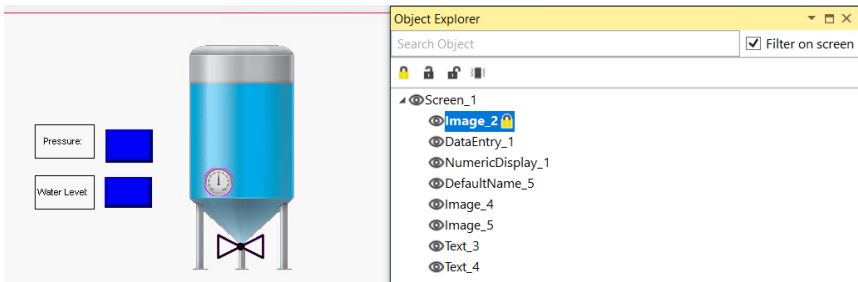 Pressure:
Water Level:
Object Explorer
Search Object
Filter on screen
Screen_1
Image_2
DataEntry_1
NumericDisplay_1
DefaultName_5
Image_4
Image_5
Text_3
Text_4